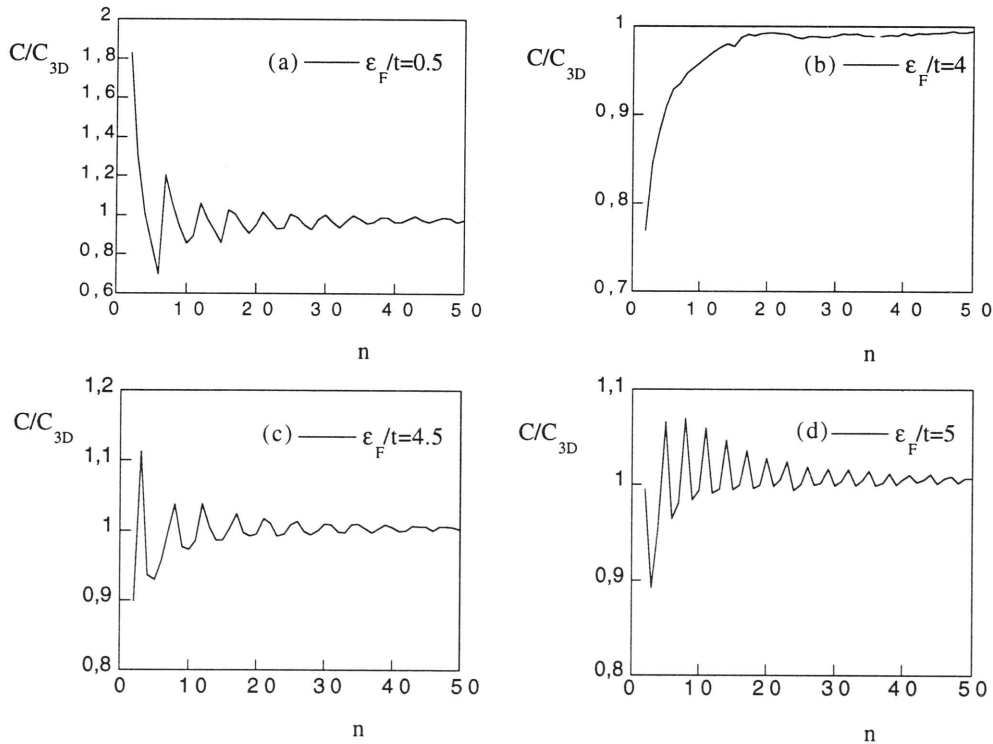 2
C/C3D
(a) — εF/t=0.5
1,8
1,6
1,4
1,2
1
0,8
0,6
0 10 20 30 40 50
n
1
C/C3D
(b) — εF/t=4
0,9
0,8
0,7
0 10 20 30 40 50
n
1,2
C/C3D
(c) — εF/t=4.5
1,1
1
0,9
0,8
0 10 20 30 40 50
n
1,1
C/C3D
(d) — εF/t=5
1
0,9
0,8
0 10 20 30 40 50
n